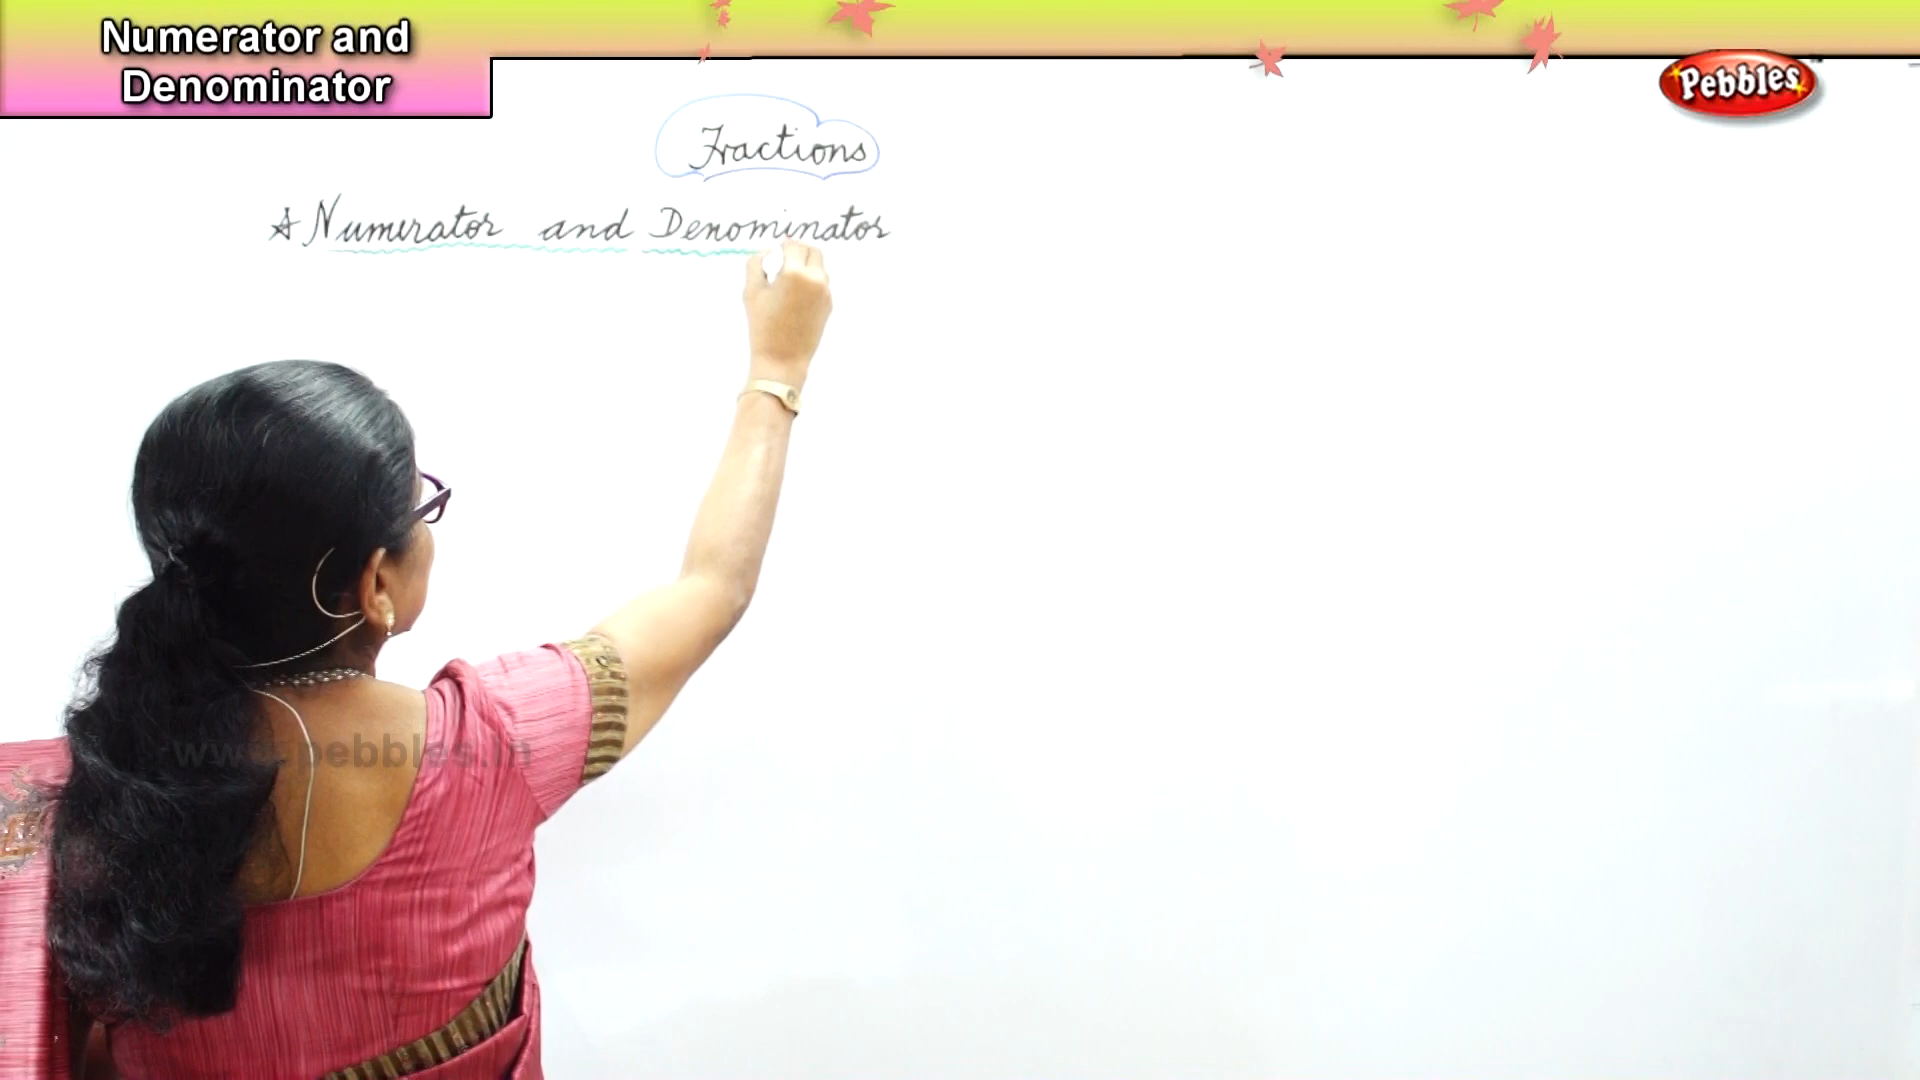 Numerator and
Denominator
Pebbles
Fractions
☆ Numerator and Denominator
www.pebbles.in